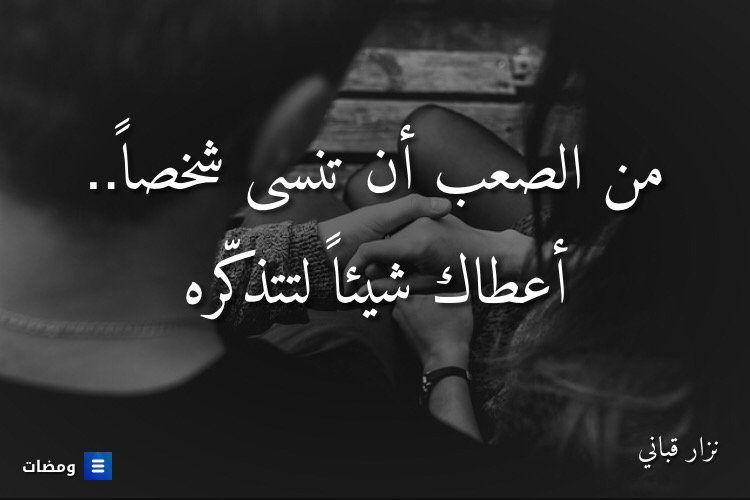 من الصعب أن تنسى شخصاً..
أعطاك شيئاً لتتذكّره
نزار قباني
ومضات